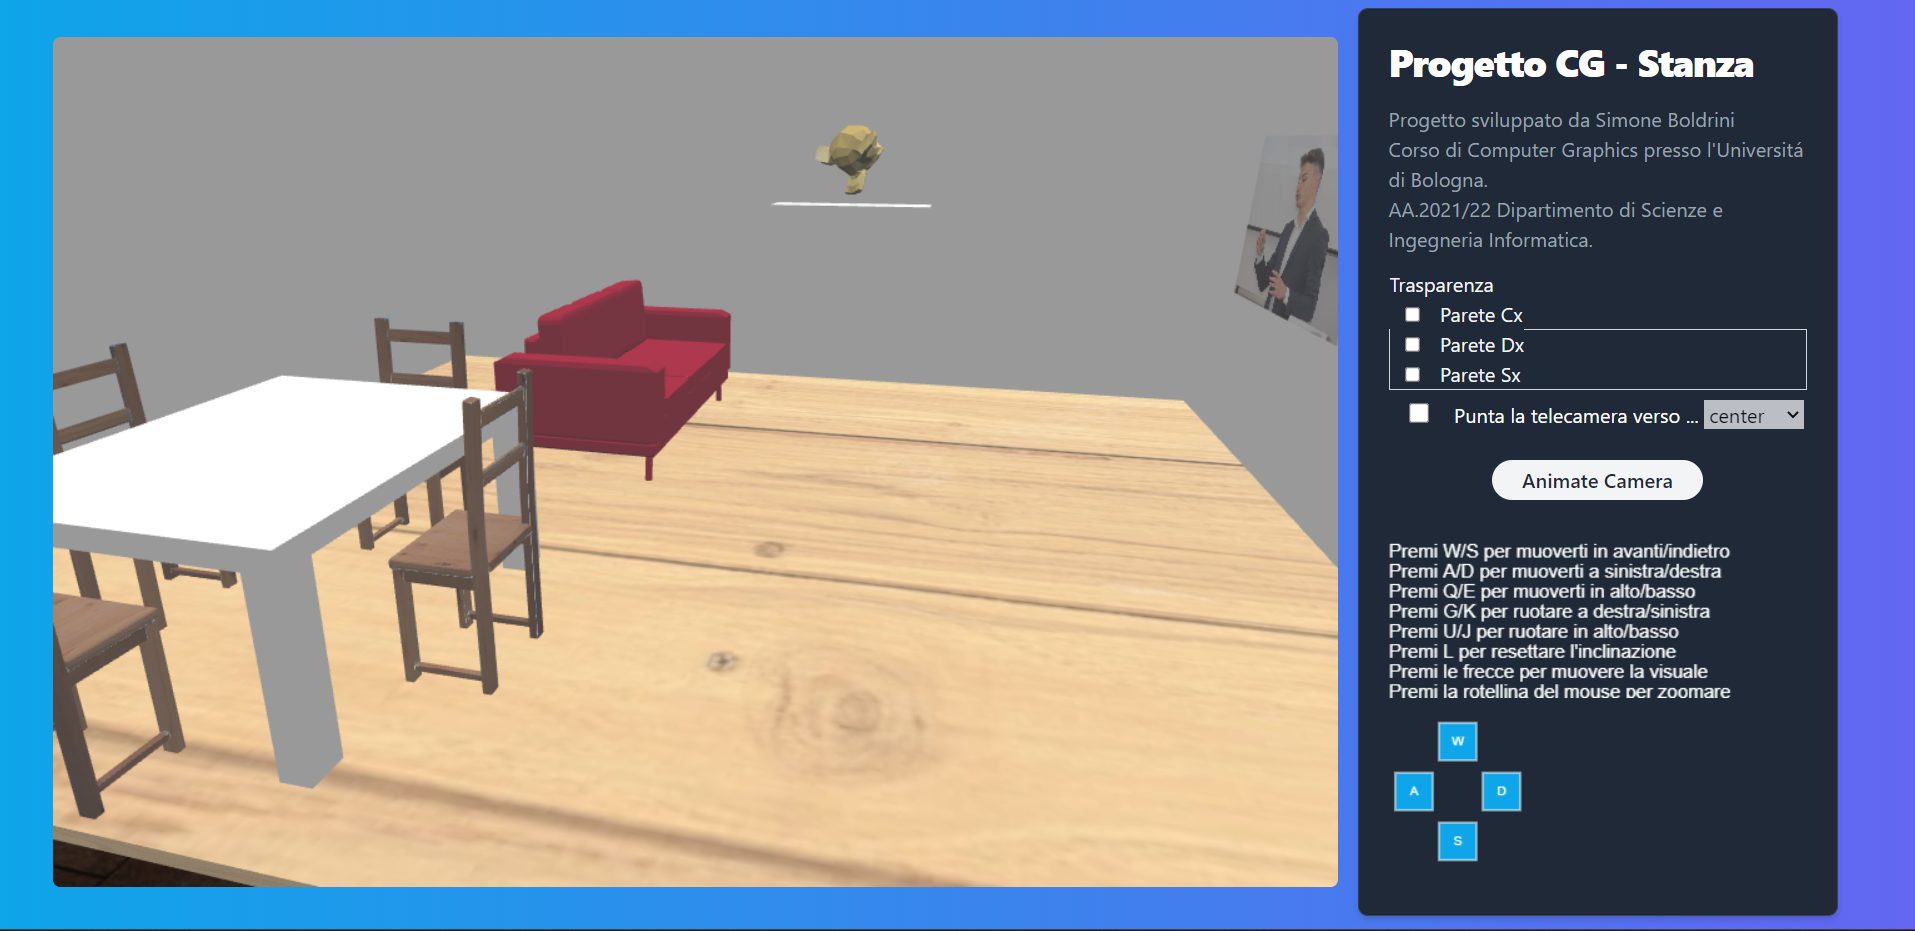 Progetto CG - Stanza
Progetto sviluppato da Simone Boldrini
Corso di Computer Graphics presso l'Universitá
di Bologna.
AA.2021/22 Dipartimento di Scienze e
Ingegneria Informatica.
Trasparenza
Parete Cx
Parete Dx
Parete Sx
Punta la telecamera verso ... center
Animate Camera
Premi W/S per muoverti in avanti/indietro
Premi A/D per muoverti a sinistra/destra
Premi Q/E per muoverti in alto/basso
Premi G/K per ruotare a destra/sinistra
Premi U/J per ruotare in alto/basso
Premi L per resettare l'inclinazione
Premi le frecce per muovere la visuale
Premi la rotellina del mouse per zoomare
W
A D
S